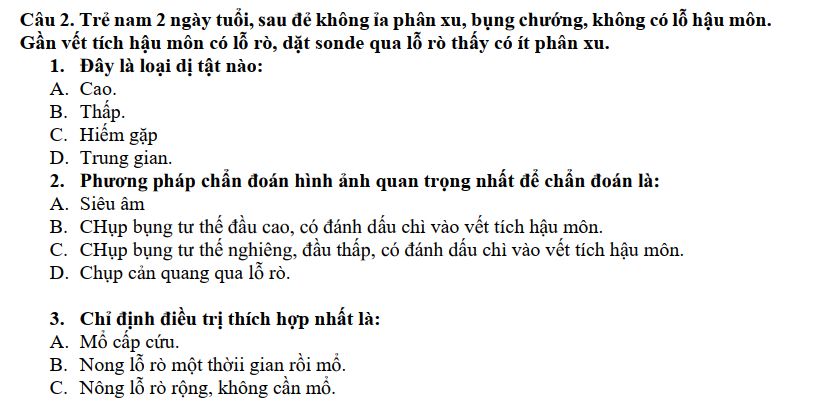 Câu 2. Trẻ nam 2 ngày tuổi, sau đẻ không ỉa phân xu, bụng chướng, không có lỗ hậu môn.
Gần vết tích hậu môn có lỗ rò, dặt sonde qua lỗ rò thấy có ít phân xu.
1. Đây là loại dị tật nào:
A. Cao.
B. Thấp.
C. Hiếm gặp
D. Trung gian.
2. Phương pháp chẩn đoán hình ảnh quan trọng nhất để chẩn đoán là:
A. Siêu âm
B. CHụp bụng tư thế đầu cao, có đánh dấu chì vào vết tích hậu môn.
C. CHụp bụng tư thế nghiêng, đầu thấp, có đánh dấu chì vào vết tích hậu môn.
D. Chụp cản quang qua lỗ rò.
3. Chỉ định điều trị thích hợp nhất là:
A. Mổ cấp cứu.
B. Nong lỗ rò một thờii gian rồi mổ.
C. Nông lỗ rò rộng, không cần mổ.